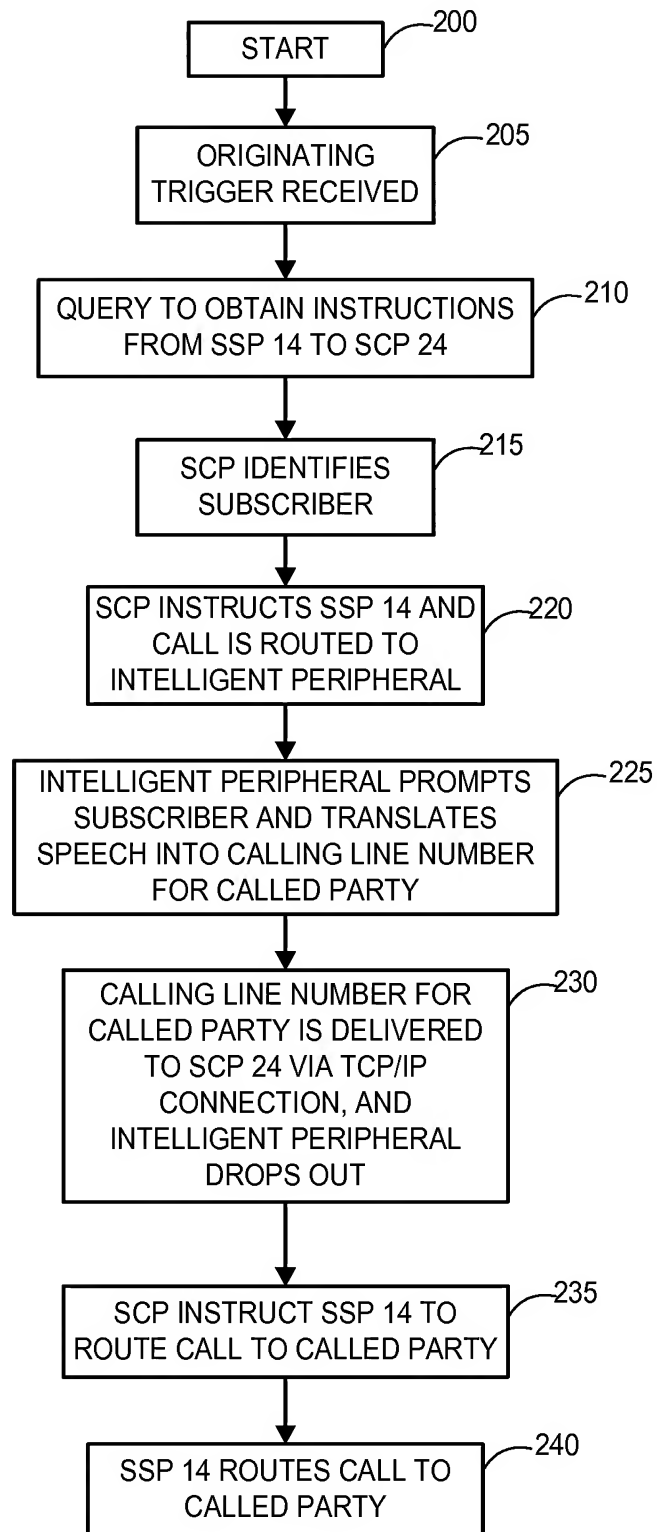 START
200
ORIGINATING
TRIGGER RECEIVED
205
QUERY TO OBTAIN INSTRUCTIONS
FROM SSP 14 TO SCP 24
210
SCP IDENTIFIES
SUBSCRIBER
215
SCP INSTRUCTS SSP 14 AND
CALL IS ROUTED TO
INTELLIGENT PERIPHERAL
220
INTELLIGENT PERIPHERAL PROMPTS
SUBSCRIBER AND TRANSLATES
SPEECH INTO CALLING LINE NUMBER
FOR CALLED PARTY
225
CALLING LINE NUMBER FOR
CALLED PARTY IS DELIVERED
TO SCP 24 VIA TCP/IP
CONNECTION, AND
INTELLIGENT PERIPHERAL
DROPS OUT
230
SCP INSTRUCT SSP 14 TO
ROUTE CALL TO CALLED PARTY
235
SSP 14 ROUTES CALL TO
CALLED PARTY
240